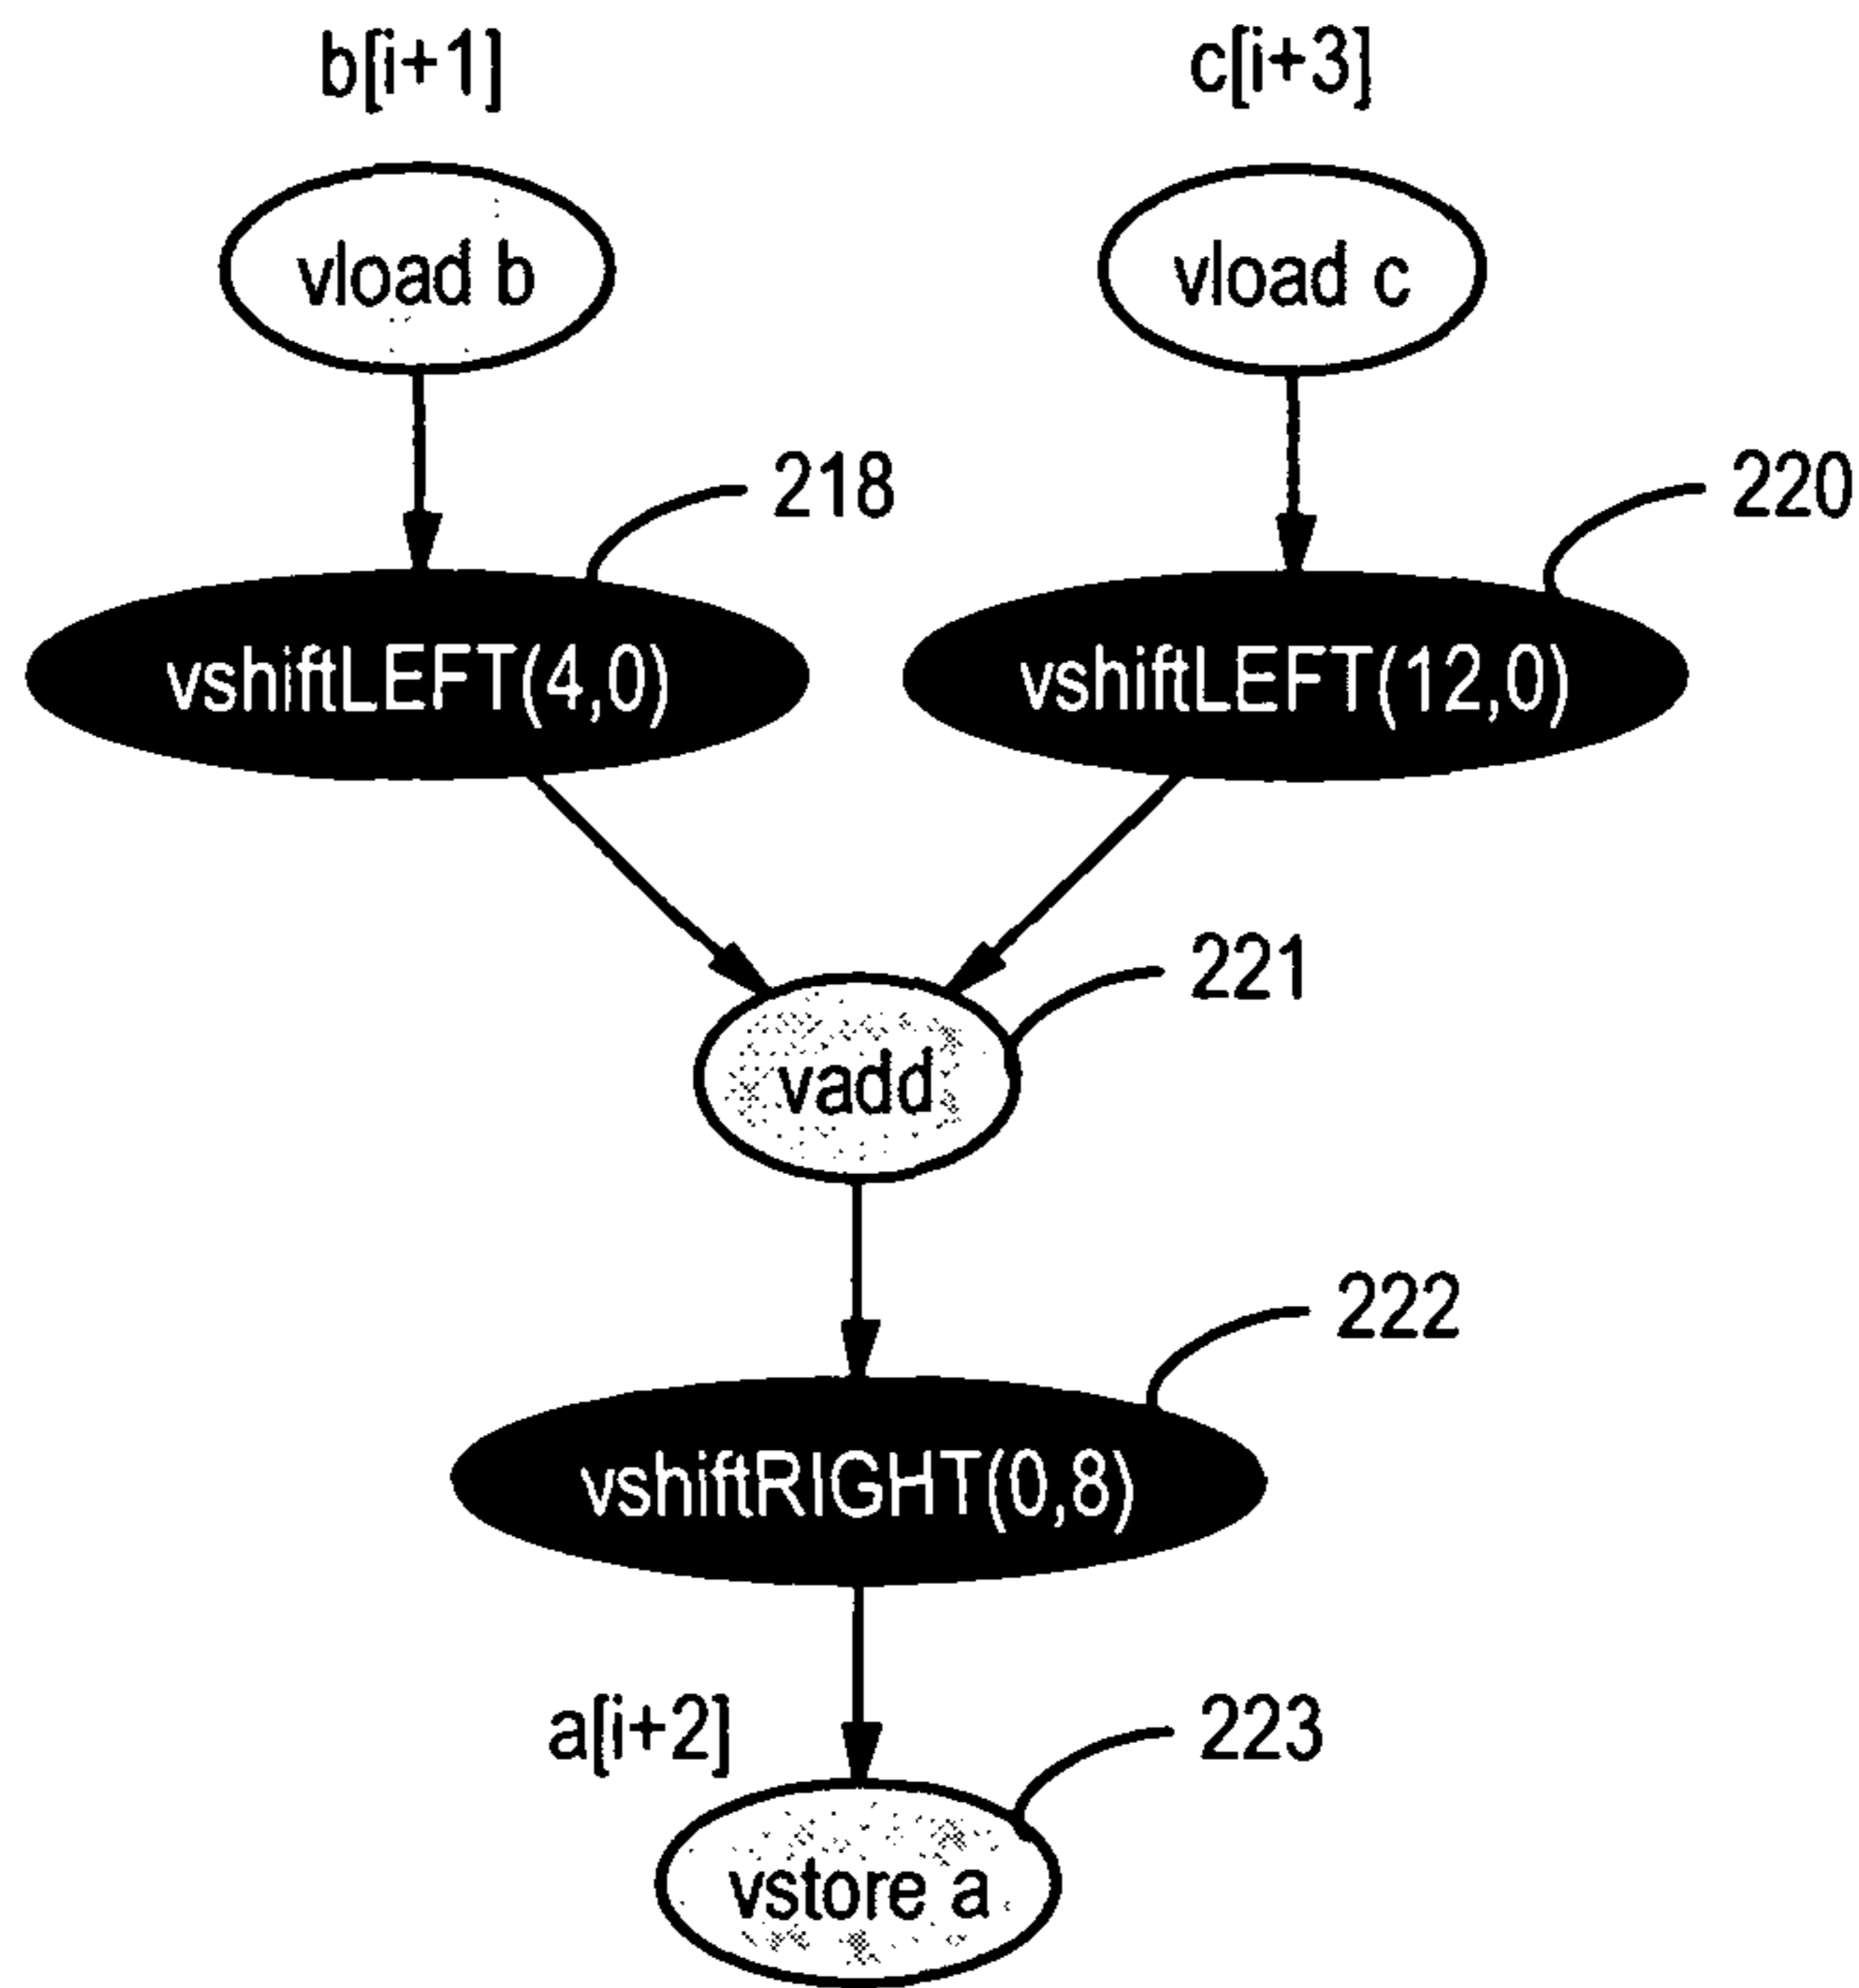 b[i+1]
c[i+3]
vload b
vload c
218
220
vshiftLEFT(4,0)
vshiftLEFT(12,0)
221
vadd
222
vshiftRIGHT(0,8)
a[i+2]
223
vstore a